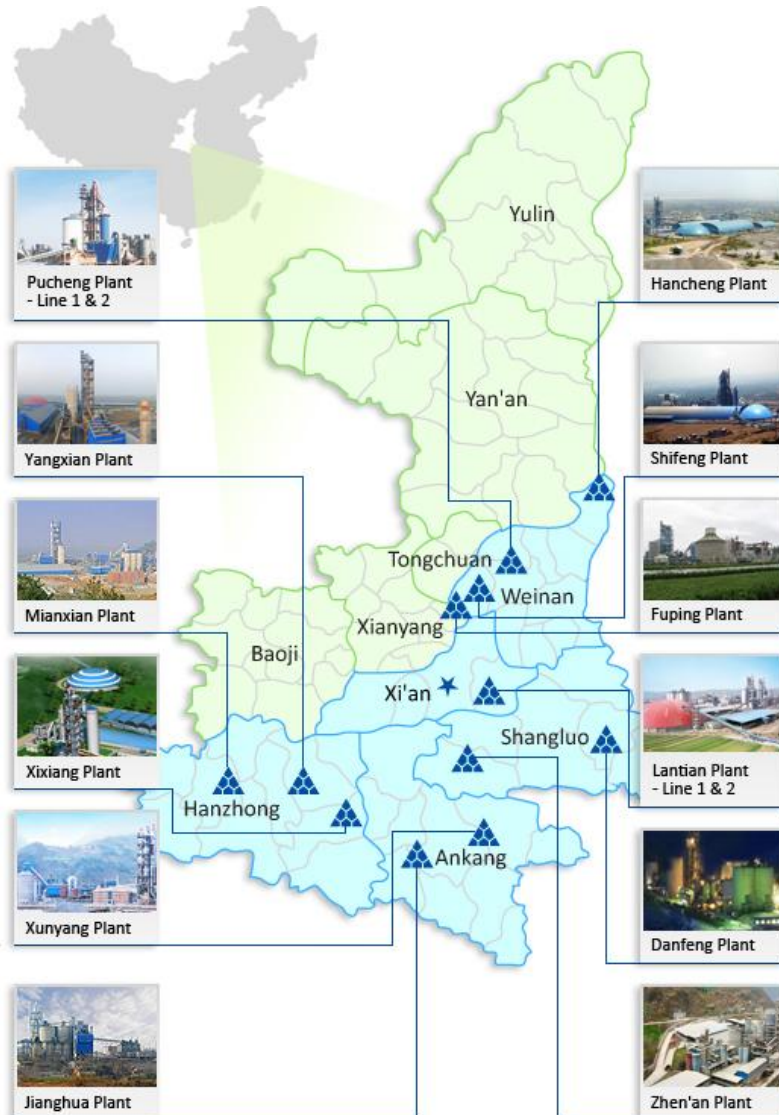 Pucheng Plant
- Line 1 & 2
Yangxian Plant
Mianxian Plant
Xixiang Plant
Xunyang Plant
Jianghua Plant
Yulin
Yan'an
Tongchuan
Weinan
Xianyang
Baoji
Xi'an
Shangluo
Hanzhong
Ankang
Hancheng Plant
Shifeng Plant
Fuping Plant
Lantian Plant
- Line 1 & 2
Danfeng Plant
Zhen'an Plant